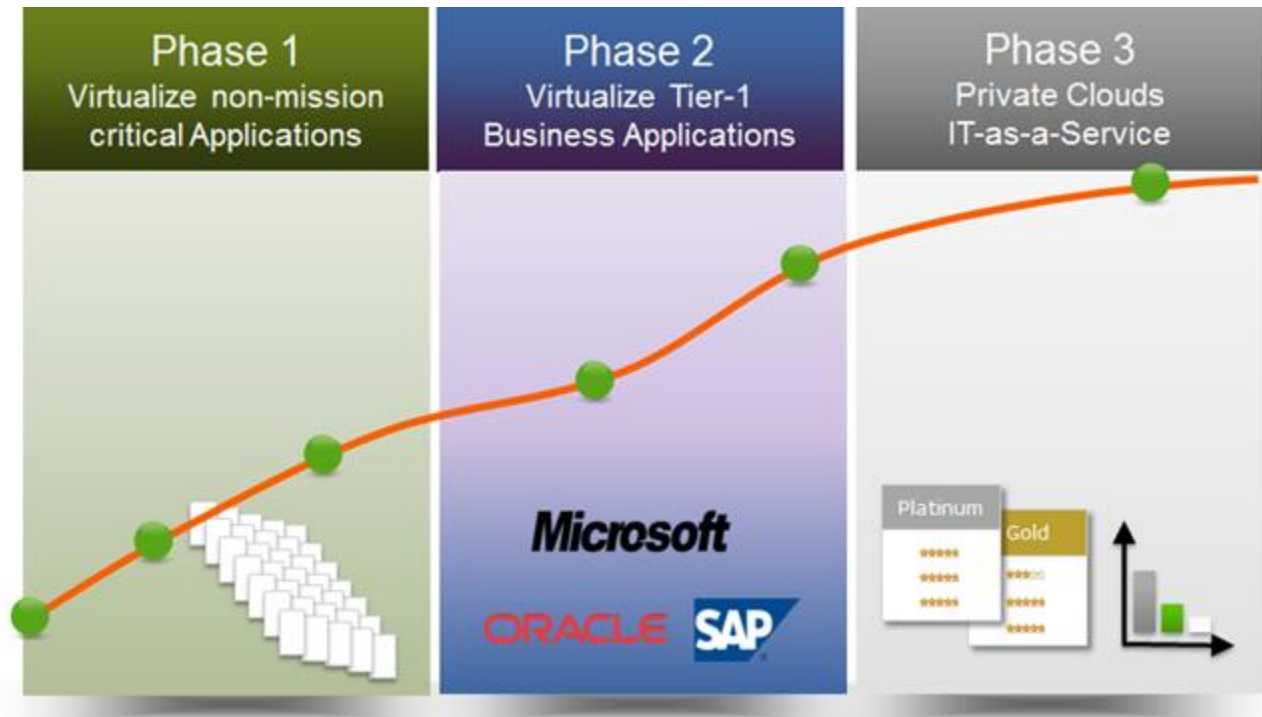 Phase 1
Virtualize non-mission
critical Applications
Phase 2
Virtualize Tier-1
Business Applications
Phase 3
Private Clouds
IT-as-a-Service
Microsoft
ORACLE
SAP
Platinum
Gold